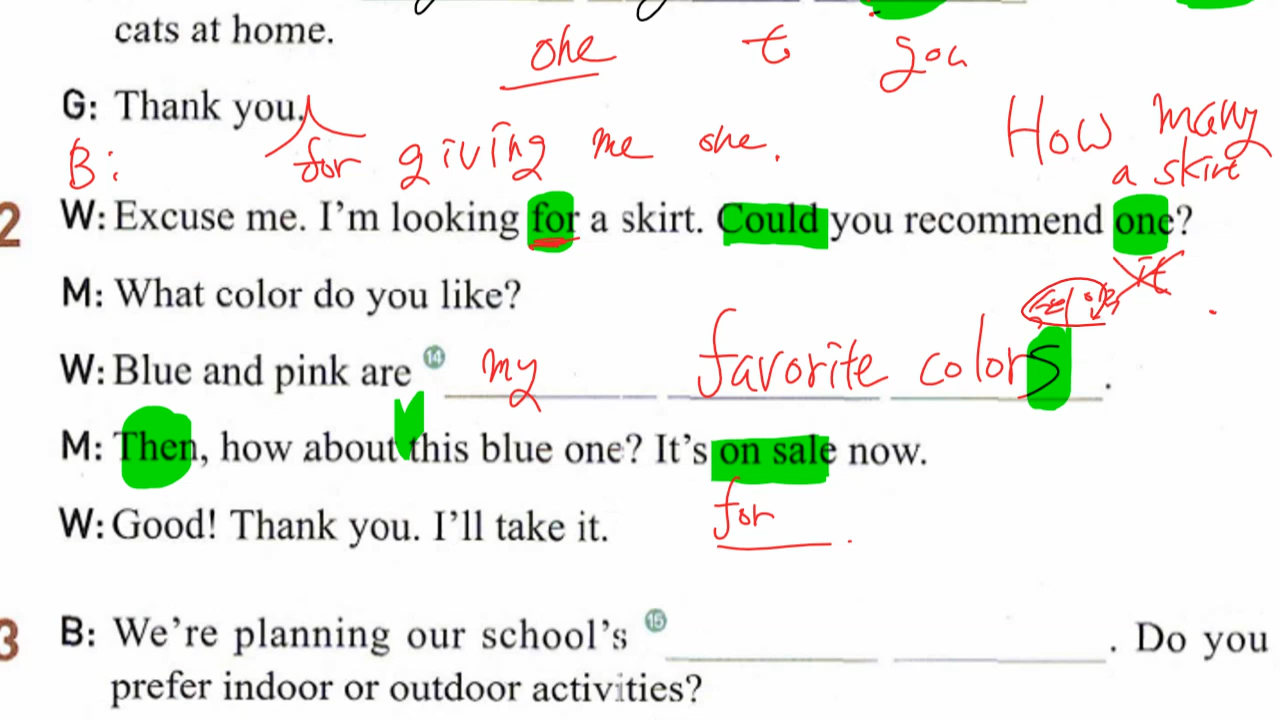 cats at home.
one to you
G: Thank you.
B: for giving me one.
How many
a skirt
2 W: Excuse me. I'm looking for a skirt. Could you recommend one?
it
M: What color do you like?
W: Blue and pink are ⑭ my favorite colors.
M: Then, how about this blue one? It's on sale now.
for .
W: Good! Thank you. I'll take it.
3 B: We're planning our school's ⑮ . Do you
prefer indoor or outdoor activities?